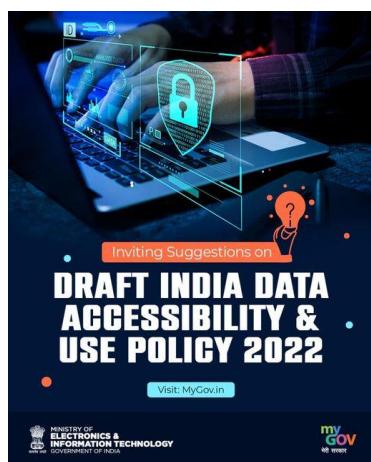 Inviting Suggestions on
DRAFT INDIA DATA
ACCESSIBILITY &
USE POLICY 2022
Visit: MyGov.in
MINISTRY OF
ELECTRONICS &
INFORMATION TECHNOLOGY
GOVERNMENT OF INDIA
my
GOV
मेरी सरकार